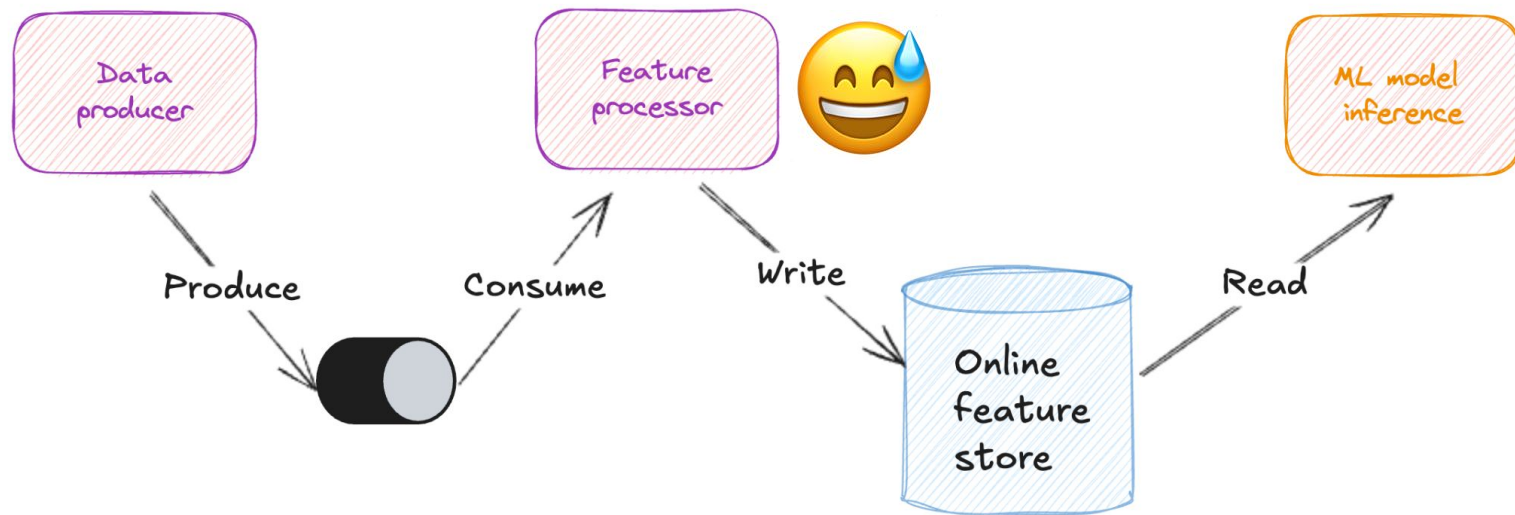 Data
producer
Feature
processor
ML model
inference
Produce
Consume
Write
Read
Online
feature
store